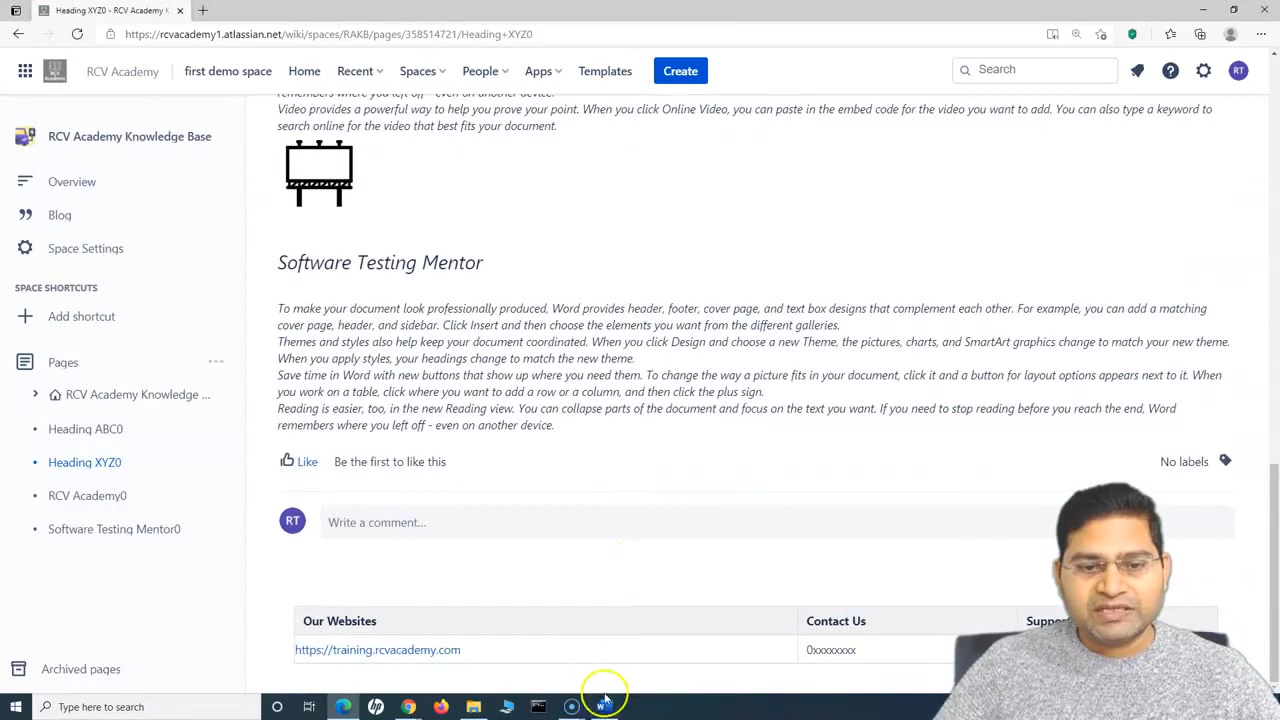 Heading XYZ0 - RCV Academy K
https://rcvacademy1.atlassian.net/wiki/spaces/RAKB/pages/358514721/Heading+XYZ0
RCV Academy
first demo space
Home
Recent
Spaces
People
Apps
Templates
Create
Search
RT
RCV Academy Knowledge Base
Overview
Blog
Space Settings
SPACE SHORTCUTS
Add shortcut
Pages
RCV Academy Knowledge ...
Heading ABC0
Heading XYZ0
RCV Academy0
Software Testing Mentor0
Archived pages
remembers where you left off - even on another device.
Video provides a powerful way to help you prove your point. When you click Online Video, you can paste in the embed code for the video you want to add. You can also type a keyword to
search online for the video that best fits your document.
Software Testing Mentor
To make your document look professionally produced, Word provides header, footer, cover page, and text box designs that complement each other. For example, you can add a matching
cover page, header, and sidebar. Click Insert and then choose the elements you want from the different galleries.
Themes and styles also help keep your document coordinated. When you click Design and choose a new Theme, the pictures, charts, and SmartArt graphics change to match your new theme.
When you apply styles, your headings change to match the new theme.
Save time in Word with new buttons that show up where you need them. To change the way a picture fits in your document, click it and a button for layout options appears next to it. When
you work on a table, click where you want to add a row or a column, and then click the plus sign.
Reading is easier, too, in the new Reading view. You can collapse parts of the document and focus on the text you want. If you need to stop reading before you reach the end, Word
remembers where you left off - even on another device.
Like
Be the first to like this
No labels
RT
Write a comment...
Our Websites
Contact Us
https://training.rcvacademy.com
0xxxxxxxx
Type here to search